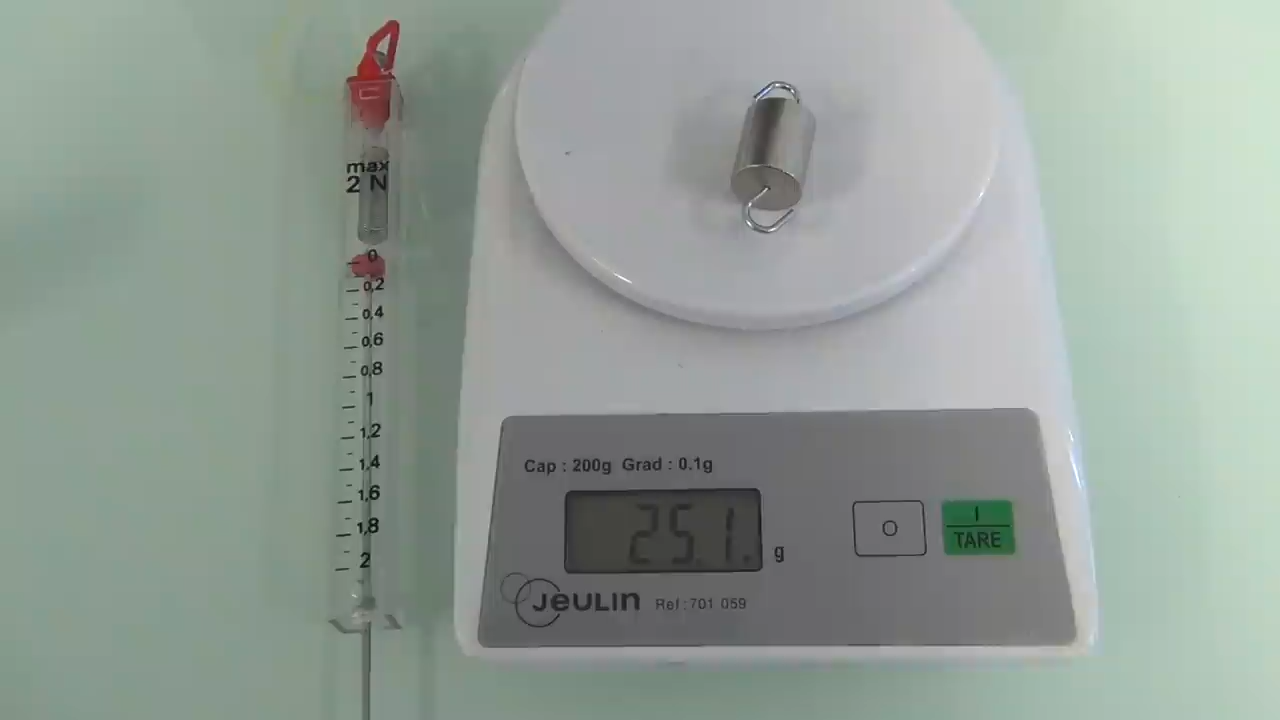 max
2 N
0
0,2
0,4
0,6
0,8
1
1,2
1,4
1,6
1,8
2
Cap : 200g Grad : 0.1g
25.1
g
O
I
TARE
JEULIN Ref : 701 059